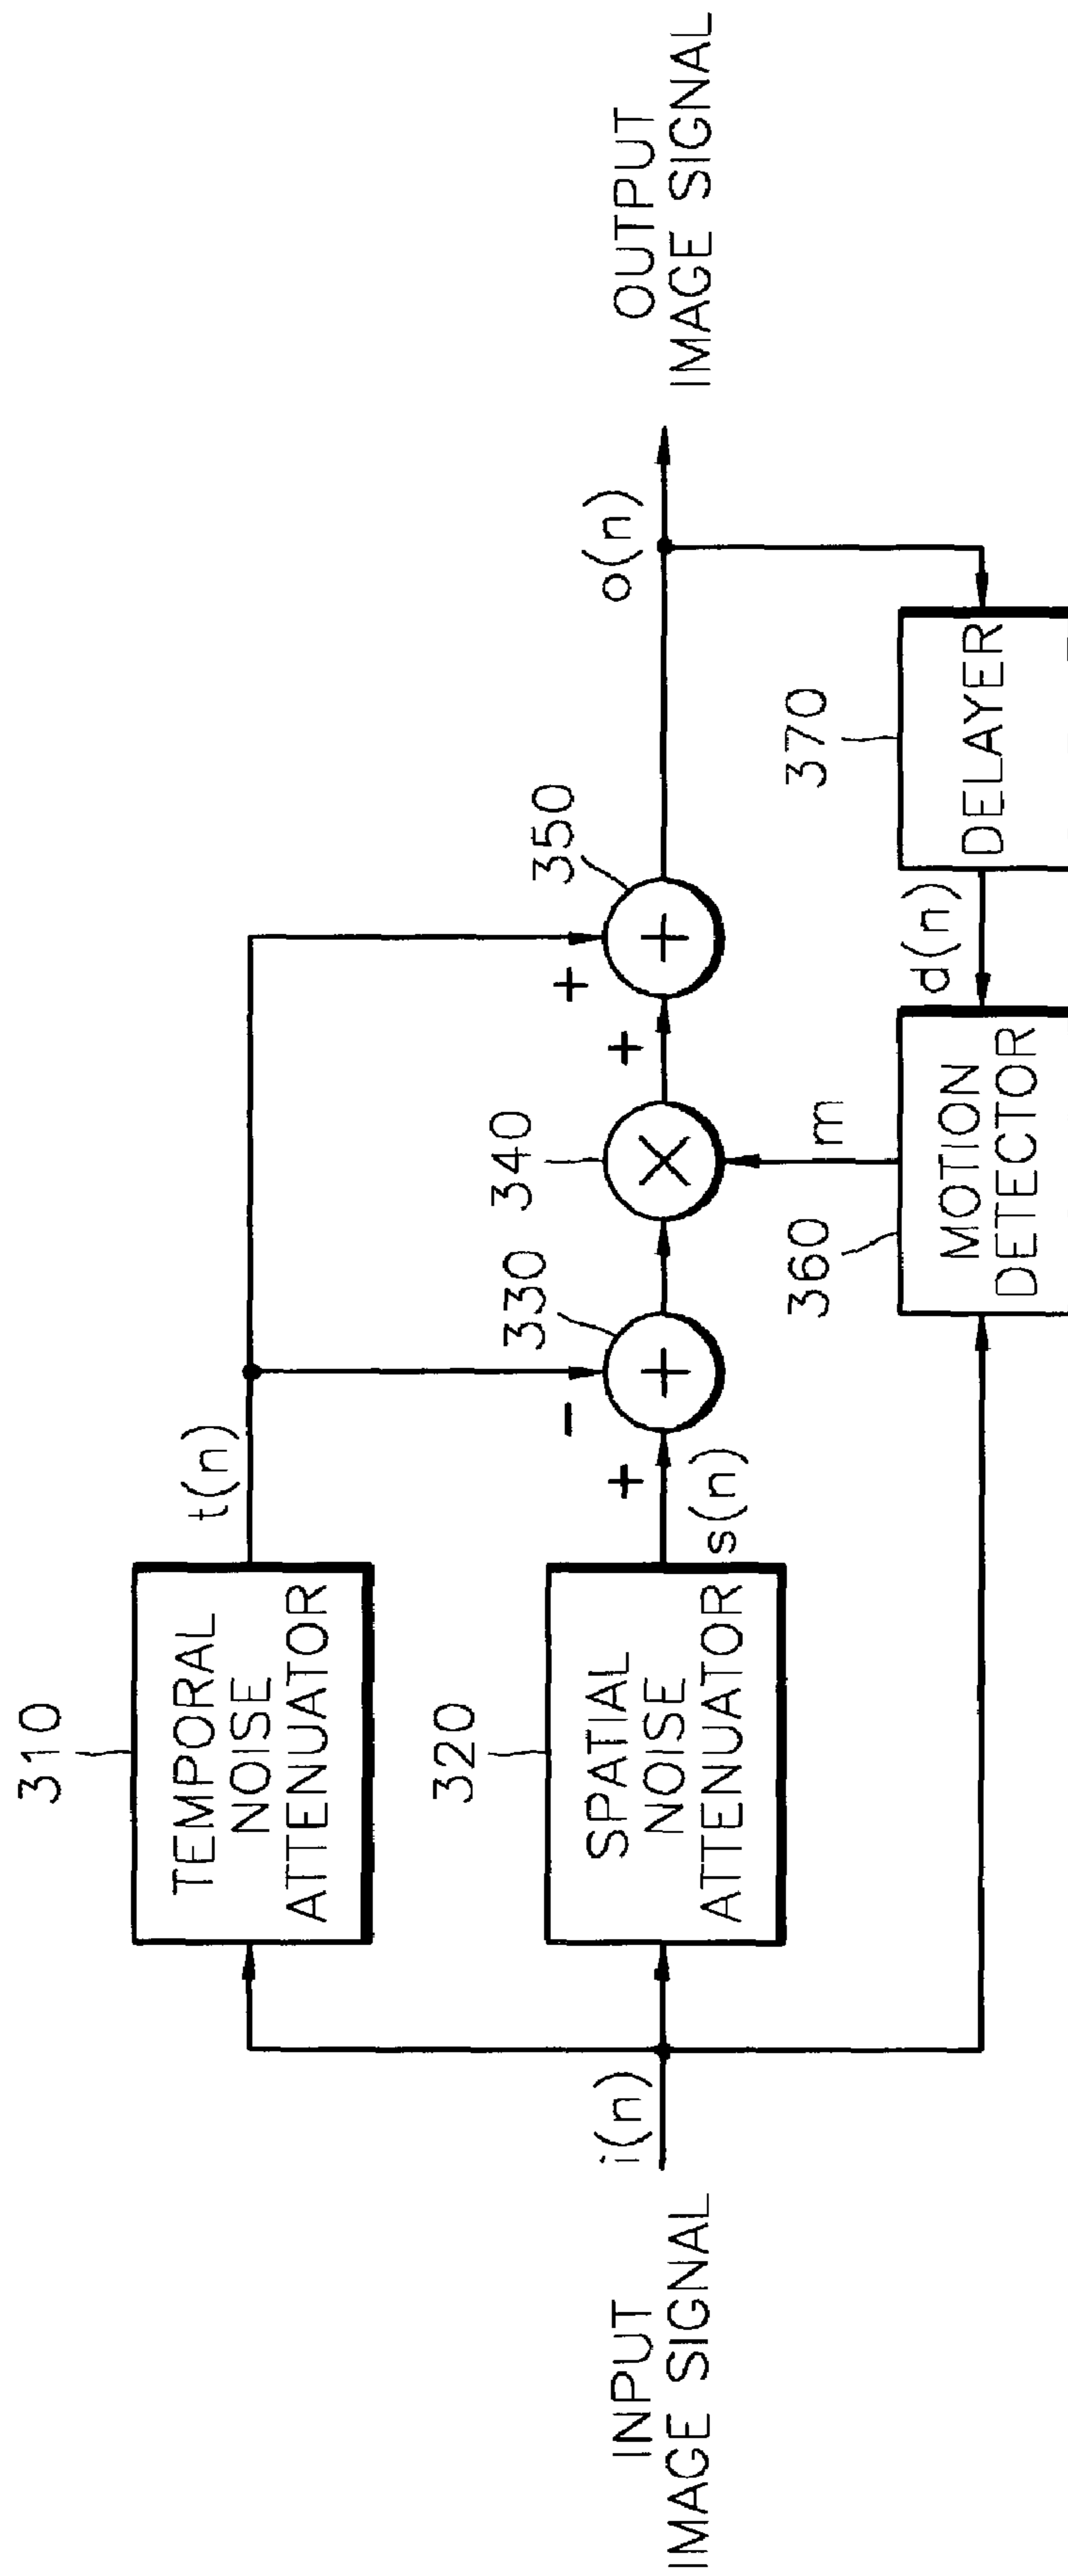 310
TEMPORAL
NOISE
ATTENUATOR
t(n)
320
SPATIAL
NOISE
ATTENUATOR
s(n)
INPUT
IMAGE SIGNAL
i(n)
+
-
+
330
×
340
+
+
+
350
o(n)
OUTPUT
IMAGE SIGNAL
m
360
MOTION
DETECTOR
d(n)
370
DELAYER